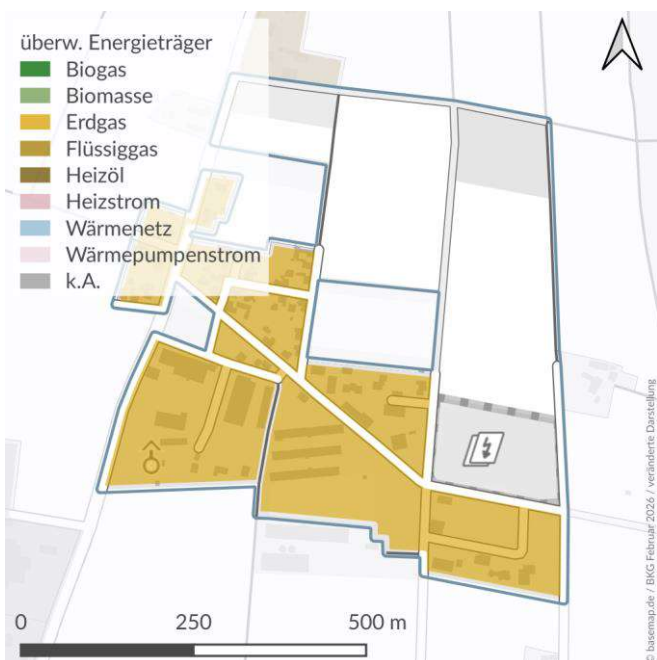 überw. Energieträger
Biogas
Biomasse
Erdgas
Flüssiggas
Heizöl
Heizstrom
Wärmenetz
Wärmepumpenstrom
k.A.
0 250 500 m
© basemap.de / BKG Februar 2026 / veränderte Darstellung